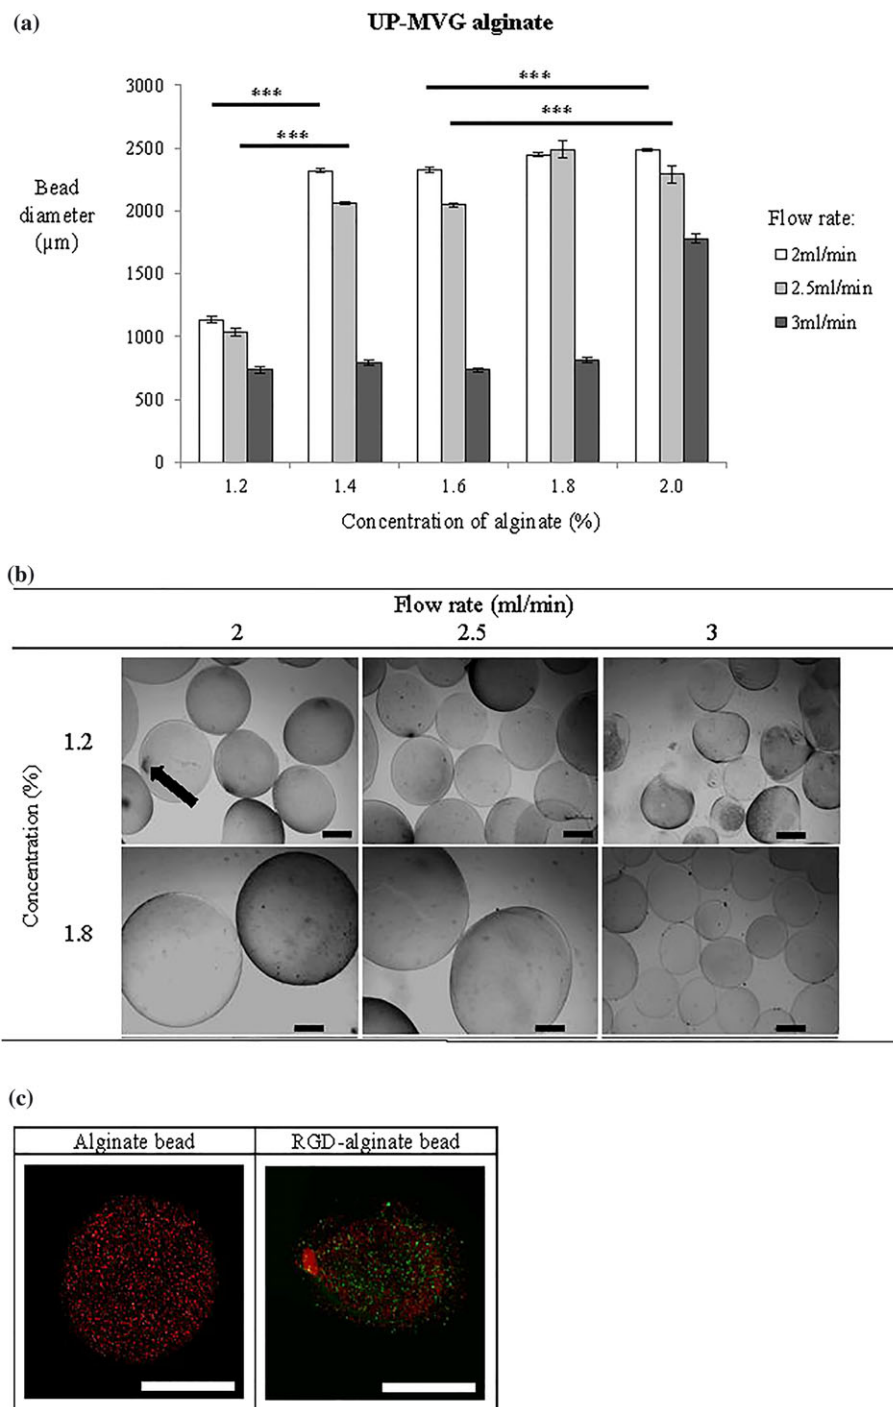 (a)
UP-MVG alginate
3000
2500
2000
1500
1000
500
0
Bead
diameter
(µm)
***
***
***
***
Flow rate:
2ml/min
2.5ml/min
3ml/min
1.2 1.4 1.6 1.8 2.0
Concentration of alginate (%)
(b)
Flow rate (ml/min)
2 2.5 3
Concentration (%)
1.2
1.8
(c)
Alginate bead RGD-alginate bead